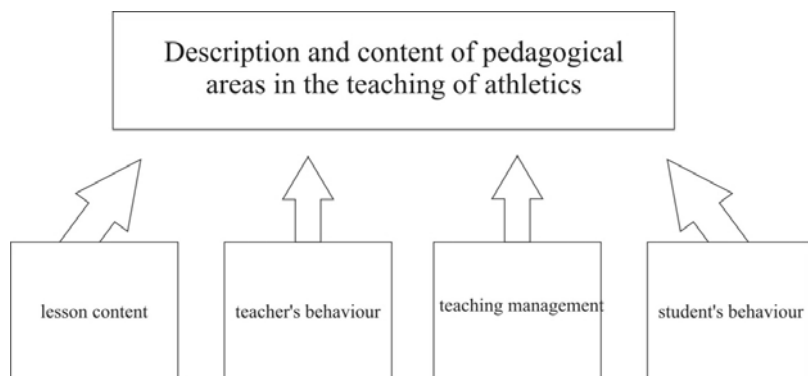 Description and content of pedagogical
areas in the teaching of athletics
lesson content
teacher's behaviour
teaching management
student's behaviour